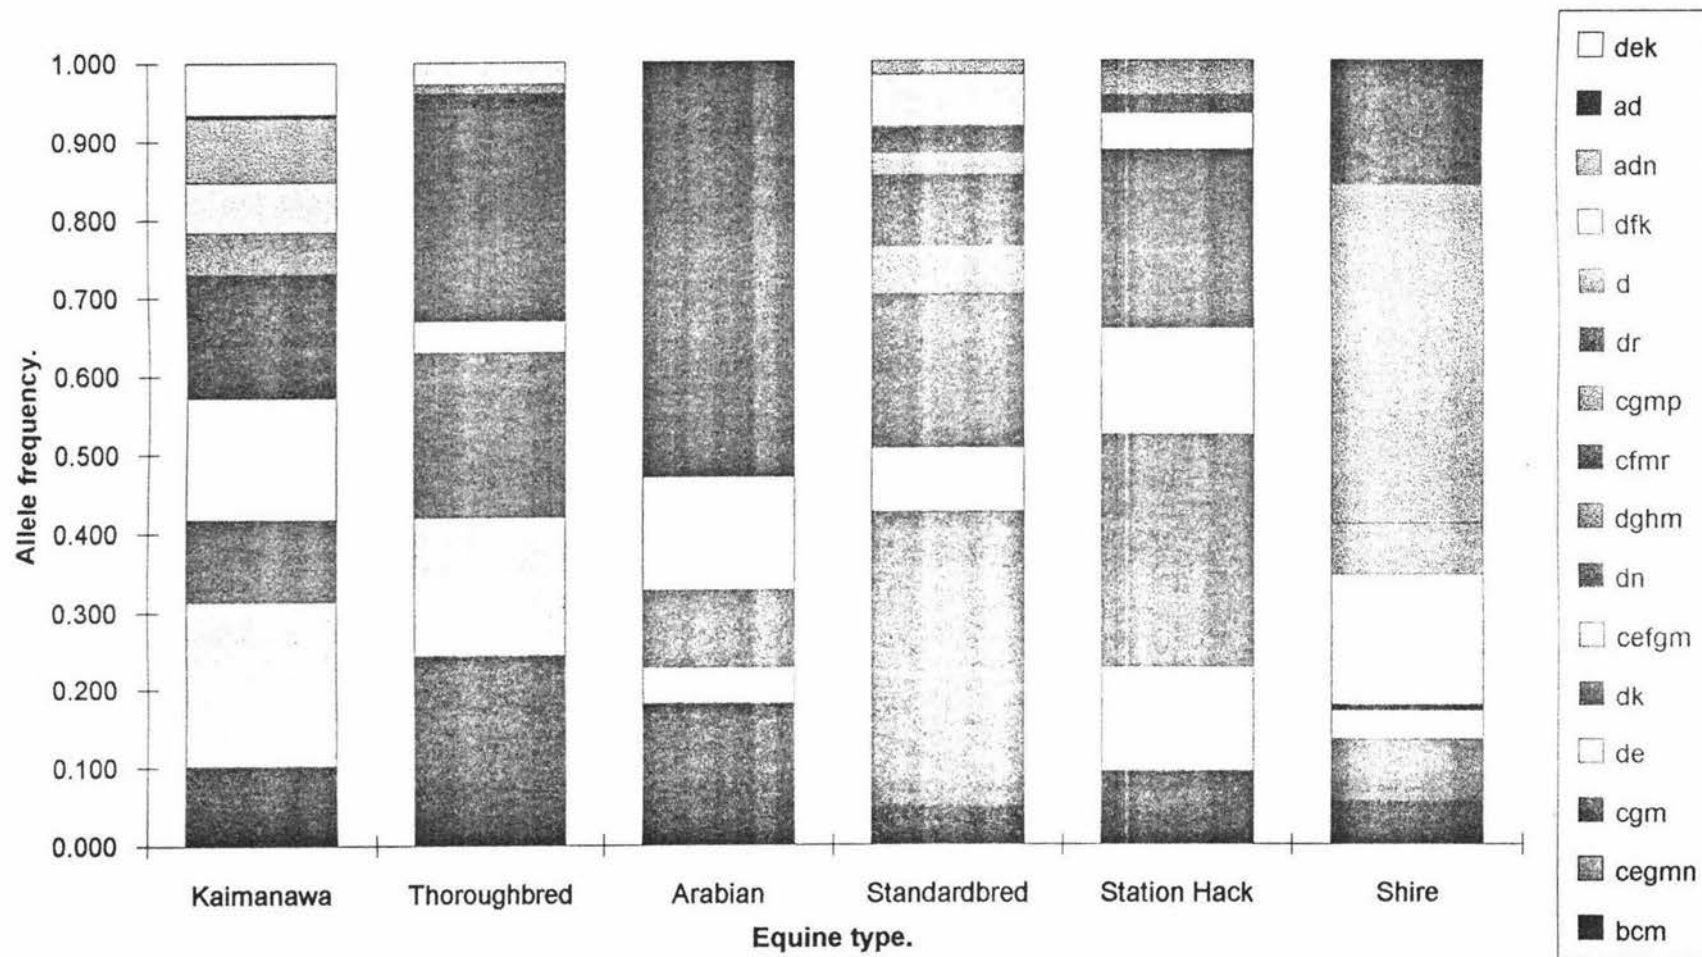 1.000
0.900
0.800
0.700
0.600
0.500
0.400
0.300
0.200
0.100
0.000
Allele frequency.
Kaimanawa
Thoroughbred
Arabian
Standardbred
Station Hack
Shire
Equine type.
dek
ad
adn
dfk
d
dr
cgmp
cfmr
dghm
dn
cefgm
dk
de
cgm
cegmn
bcm